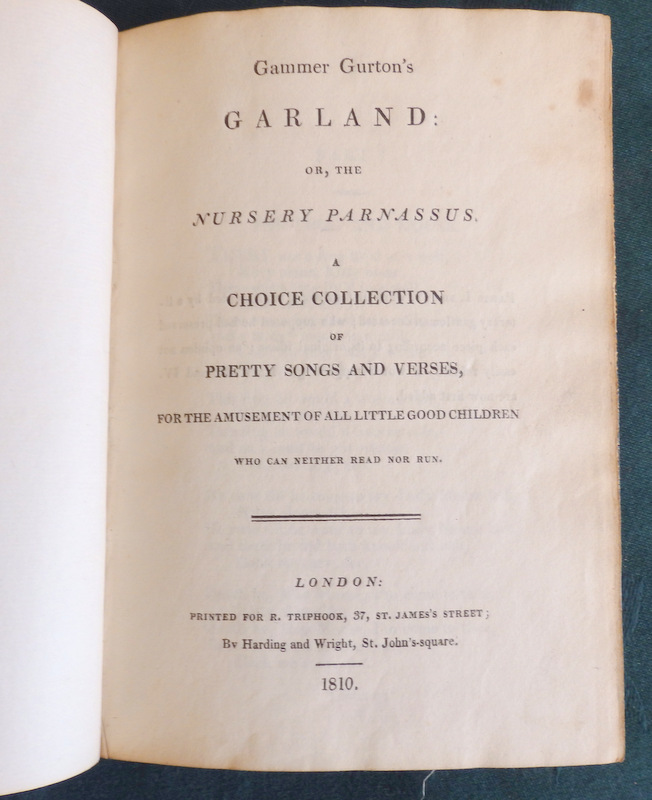 Gammer Gurton's
GARLAND:
OR, THE
NURSERY PARNASSUS.
A
CHOICE COLLECTION
OF
PRETTY SONGS AND VERSES,
FOR THE AMUSEMENT OF ALL LITTLE GOOD CHILDREN
WHO CAN NEITHER READ NOR RUN.
LONDON:
PRINTED FOR R. TRIPHOOK, 37, ST. JAMES'S STREET;
By Harding and Wright, St. John's-square.
1810.